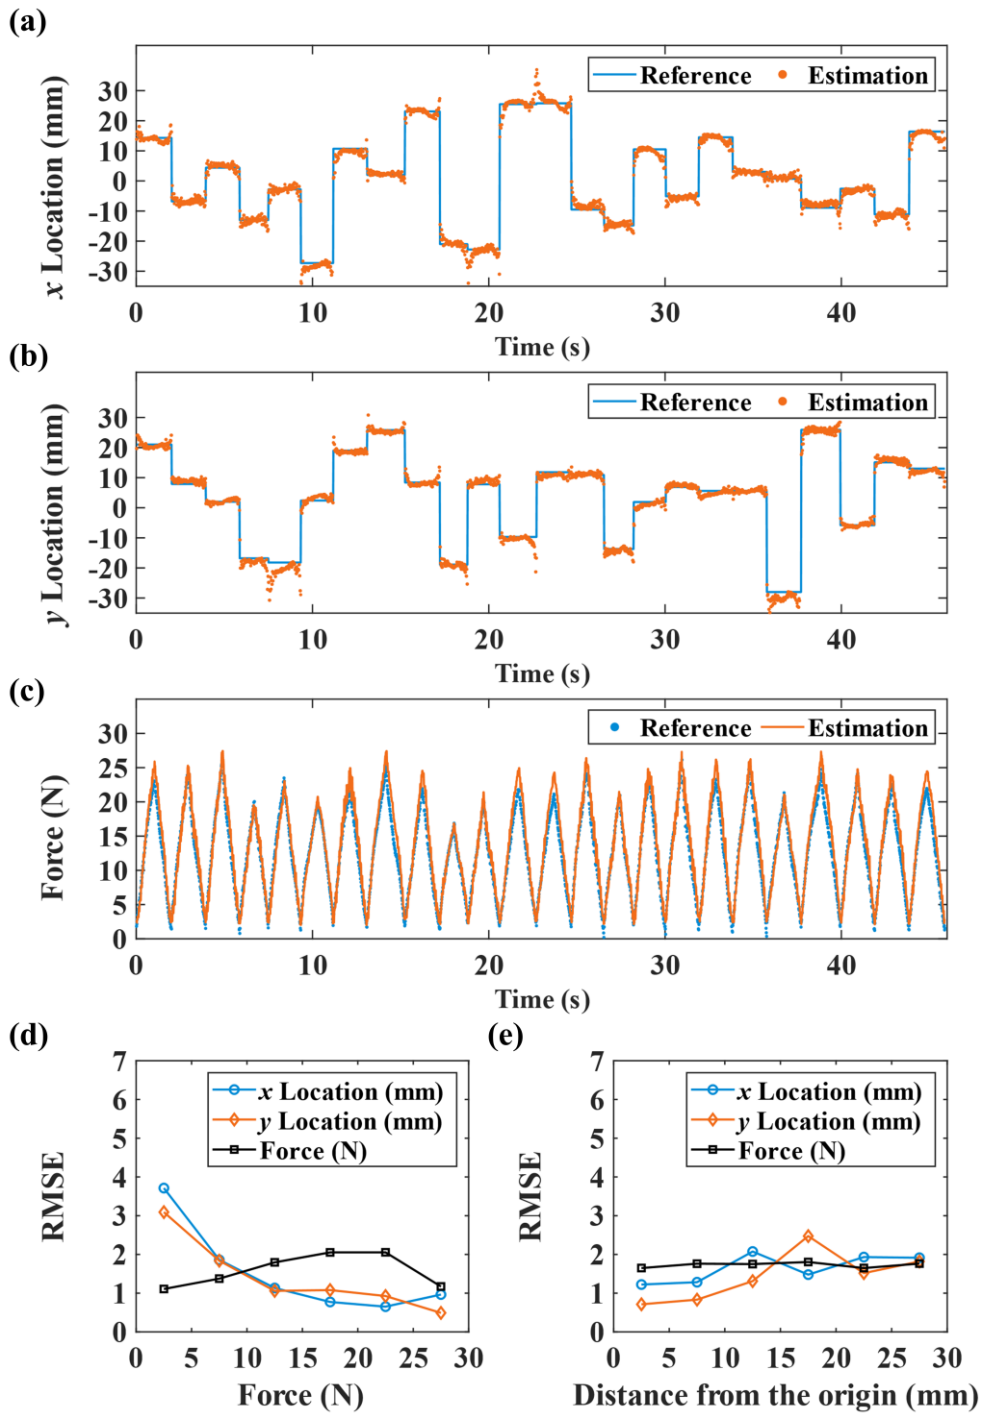 (a)
x Location (mm)
30
20
10
0
-10
-20
-30
Reference
Estimation
0
10
20
30
40
Time (s)
(b)
y Location (mm)
30
20
10
0
-10
-20
-30
Reference
Estimation
0
10
20
30
40
Time (s)
(c)
Force (N)
30
25
20
15
10
5
0
Reference
Estimation
0
10
20
30
40
Time (s)
(d)
RMSE
7
6
5
4
3
2
1
0
x Location (mm)
y Location (mm)
Force (N)
0 5 10 15 20 25 30
Force (N)
(e)
RMSE
7
6
5
4
3
2
1
0
x Location (mm)
y Location (mm)
Force (N)
0 5 10 15 20 25 30
Distance from the origin (mm)